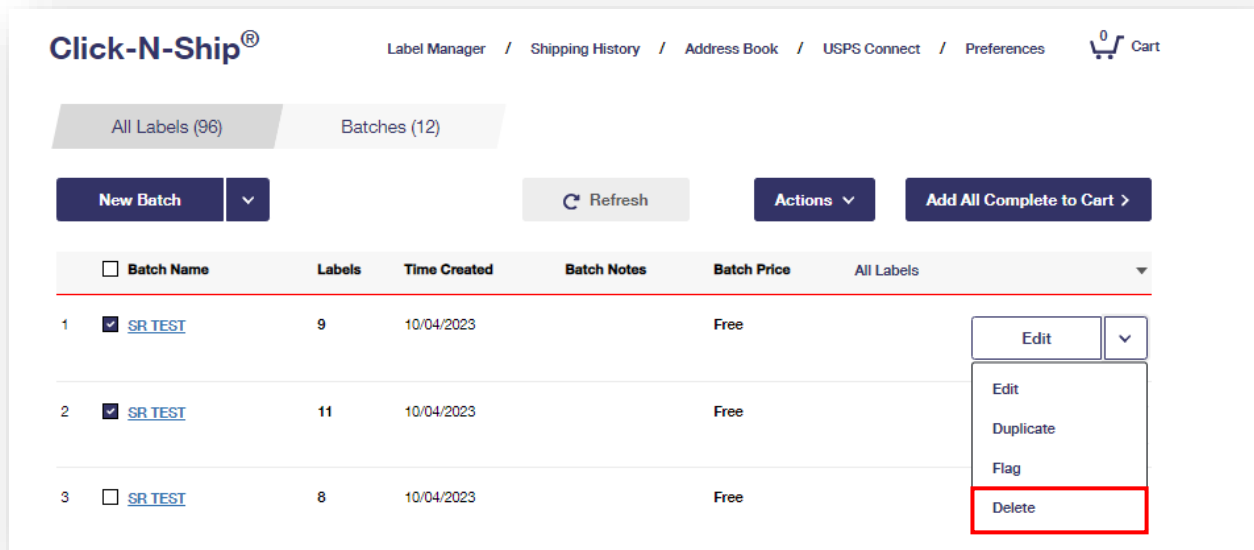 Click-N-Ship®
Label Manager / Shipping History / Address Book / USPS Connect / Preferences 0 Cart
All Labels (96) Batches (12)
New Batch Refresh Actions Add All Complete to Cart >
Batch Name Labels Time Created Batch Notes Batch Price All Labels
1 SR TEST 9 10/04/2023 Free Edit
Edit
2 SR TEST 11 10/04/2023 Free
Duplicate
Flag
3 SR TEST 8 10/04/2023 Free
Delete